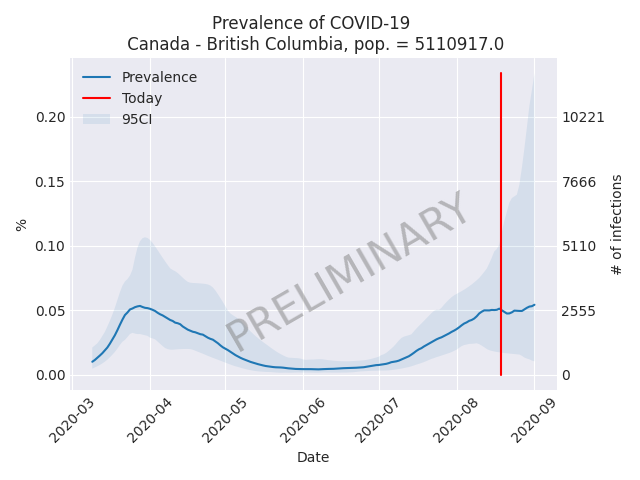 Prevalence of COVID-19
Canada - British Columbia, pop. = 5110917.0
Prevalence
Today
95CI
PRELIMINARY
%
0.20
0.15
0.10
0.05
0.00
10221
7666
5110
2555
0
# of infections
2020-03
2020-04
2020-05
2020-06
2020-07
2020-08
2020-09
Date